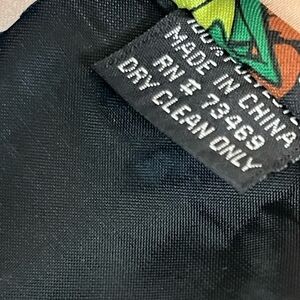 MADE IN CHINA
RN # 73469
DRY CLEAN ONLY